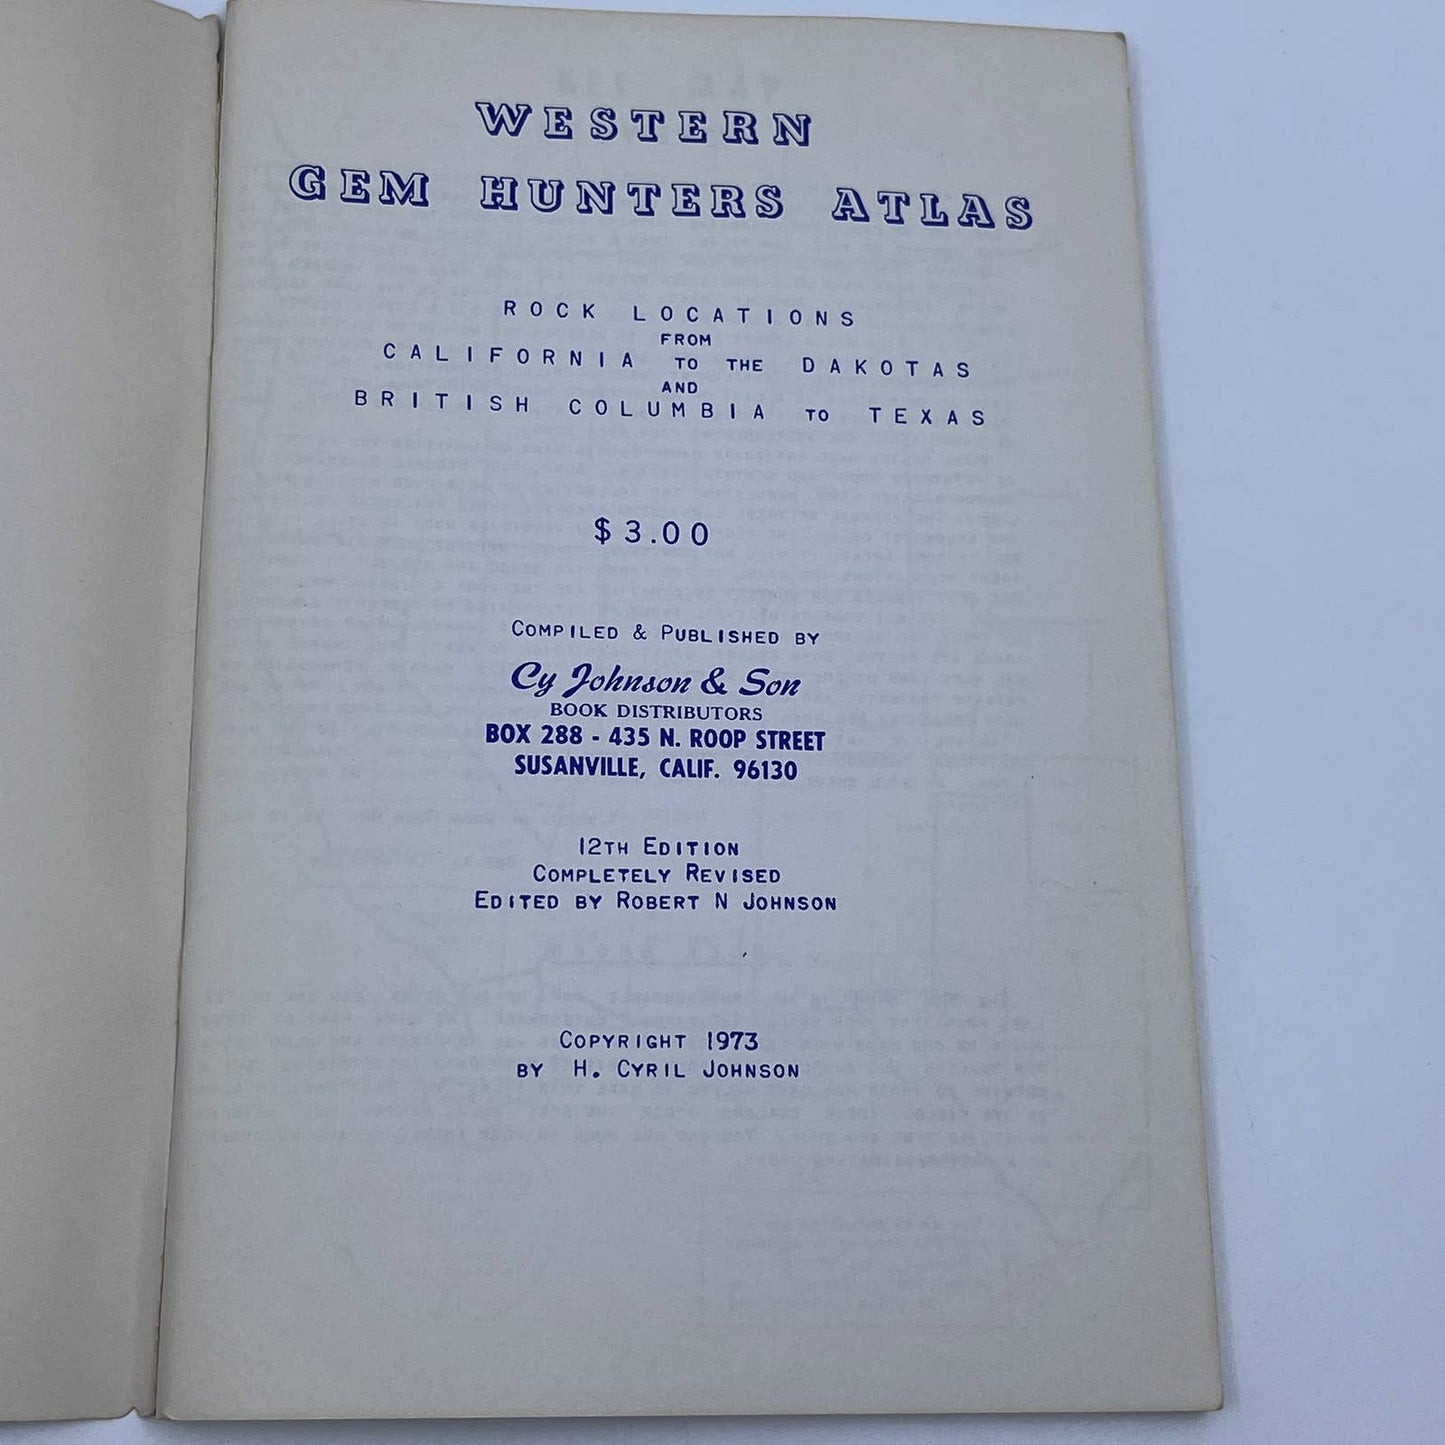 WESTERN
GEM HUNTERS ATLAS
ROCK LOCATIONS
FROM
CALIFORNIA TO THE DAKOTAS
AND
BRITISH COLUMBIA TO TEXAS
$3.00
COMPILED & PUBLISHED BY
Cy Johnson & Son
BOOK DISTRIBUTORS
BOX 288 - 435 N. ROOP STREET
SUSANVILLE, CALIF. 96130
12TH EDITION
COMPLETELY REVISED
EDITED BY ROBERT N JOHNSON
COPYRIGHT 1973
BY H. CYRIL JOHNSON